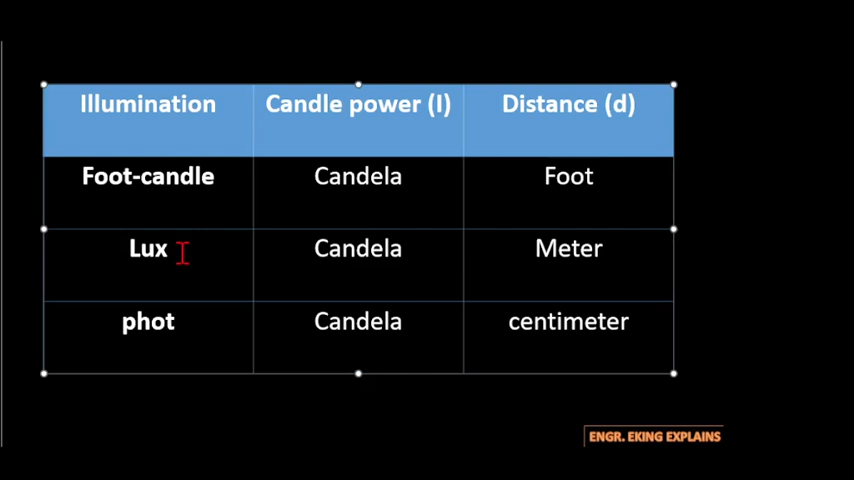 Illumination Candle power (I) Distance (d)
Foot-candle Candela Foot
Lux Candela Meter
phot Candela centimeter
ENGR. EKING EXPLAINS